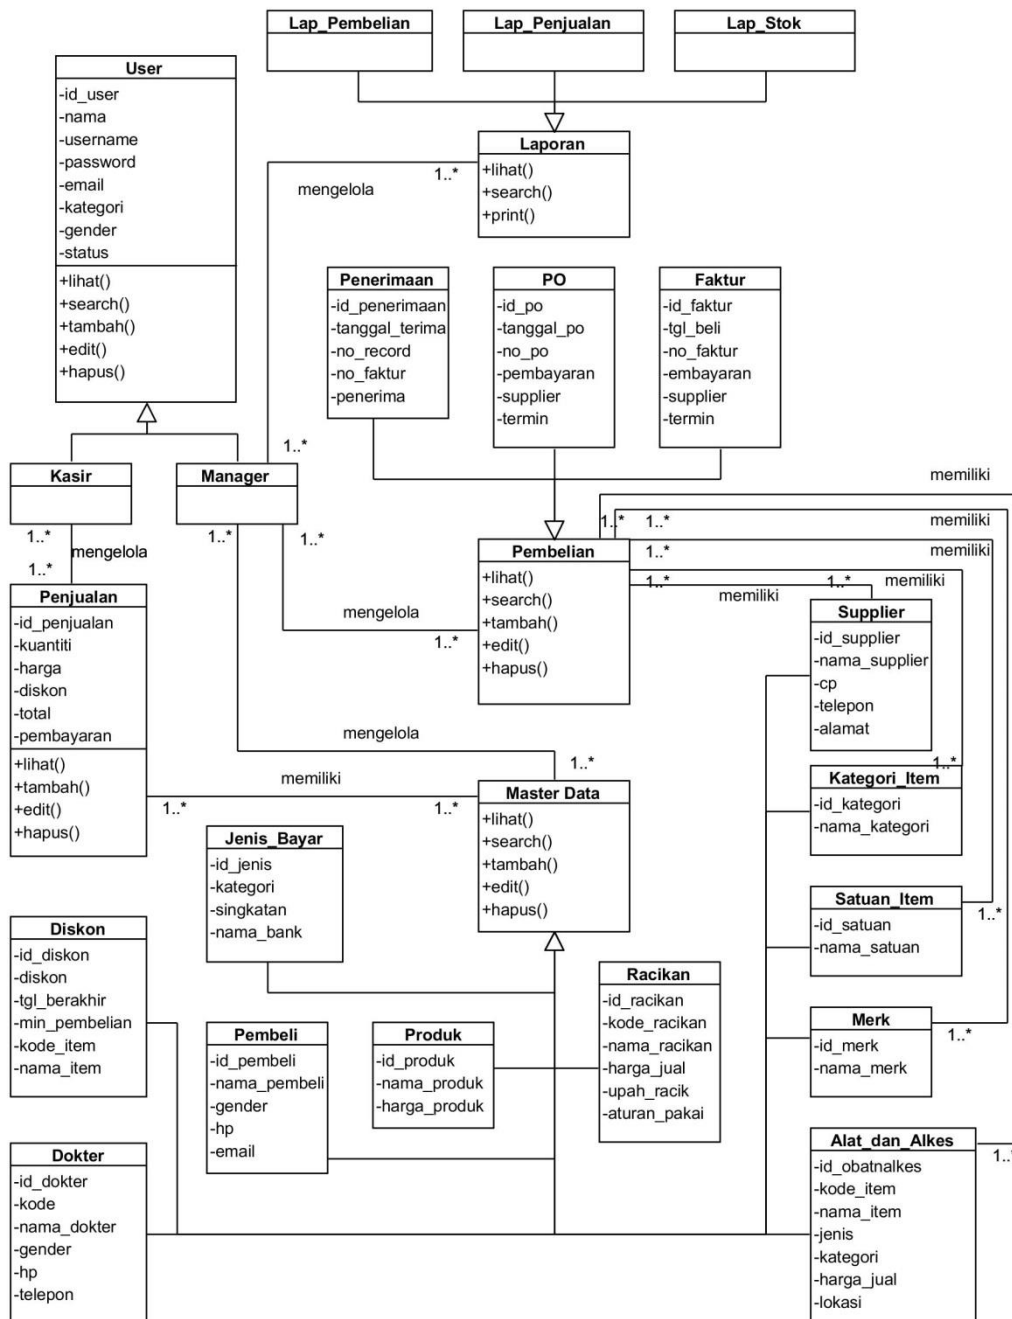 Lap_Pembelian
Lap_Penjualan
Lap_Stok
User
-id_user
-nama
-username
-password
-email
-kategori
-gender
-status
+lihat()
+search()
+tambah()
+edit()
+hapus()
Laporan
+lihat()
+search()
+print()
1..*
mengelola
1..*
Penerimaan
-id_penerimaan
-tanggal_terima
-no_record
-no_faktur
-penerima
PO
-id_po
-tanggal_po
-no_po
-pembayaran
-supplier
-termin
Faktur
-id_faktur
-tgl_beli
-no_faktur
-embayaran
-supplier
-termin
Kasir
Manager
1..*
mengelola
1..*
1..*
1..*
memiliki
memiliki
memiliki
memiliki
memiliki
1..*
1..*
1..*
1..*
1..*
Pembelian
+lihat()
+search()
+tambah()
+edit()
+hapus()
mengelola
1..*
Penjualan
-id_penjualan
-kuantiti
-harga
-diskon
-total
-pembayaran
+lihat()
+tambah()
+edit()
+hapus()
Supplier
-id_supplier
-nama_supplier
-cp
-telepon
-alamat
mengelola
1..*
memiliki
1..*
1..*
Master Data
+lihat()
+search()
+tambah()
+edit()
+hapus()
1..*
Kategori_Item
-id_kategori
-nama_kategori
Jenis_Bayar
-id_jenis
-kategori
-singkatan
-nama_bank
Satuan_Item
-id_satuan
-nama_satuan
1..*
Diskon
-id_diskon
-diskon
-tgl_berakhir
-min_pembelian
-kode_item
-nama_item
Racikan
-id_racikan
-kode_racikan
-nama_racikan
-harga_jual
-upah_racik
-aturan_pakai
Merk
-id_merk
-nama_merk
1..*
Pembeli
-id_pembeli
-nama_pembeli
-gender
-hp
-email
Produk
-id_produk
-nama_produk
-harga_produk
Dokter
-id_dokter
-kode
-nama_dokter
-gender
-hp
-telepon
Alat_dan_Alkes
-id_obatnalkes
-kode_item
-nama_item
-jenis
-kategori
-harga_jual
-lokasi
1..*